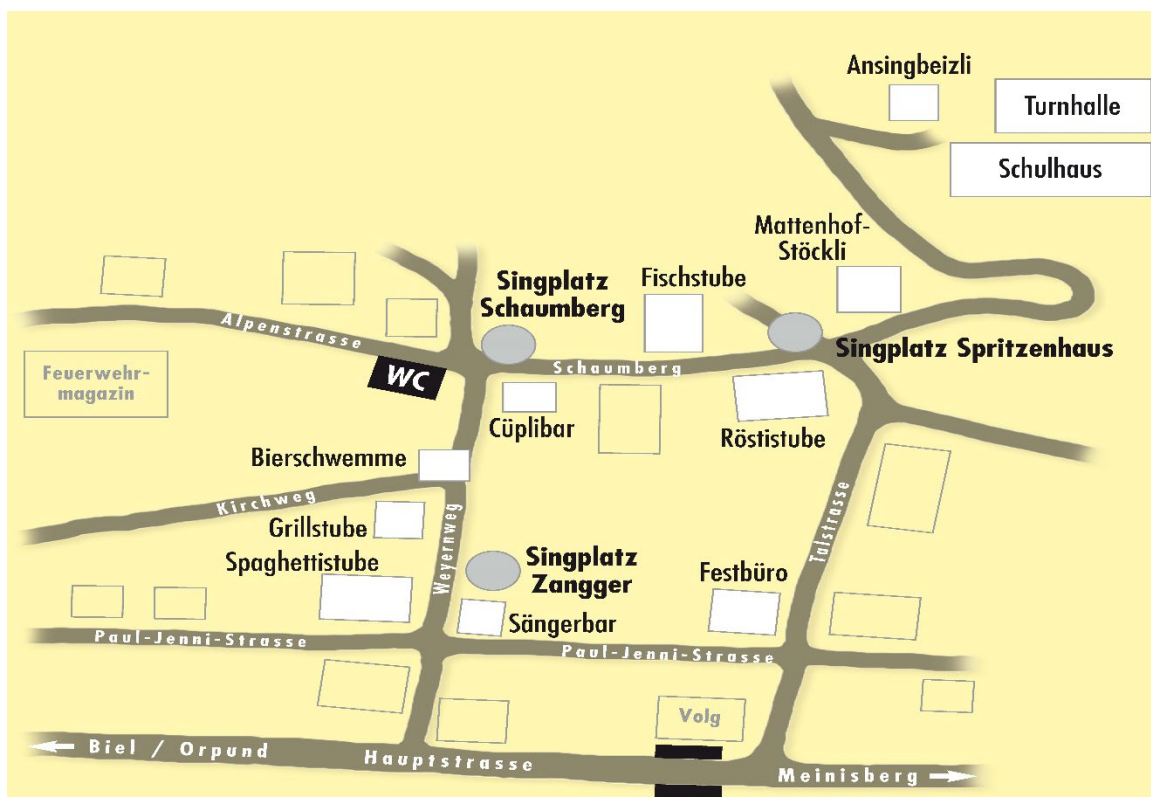 Ansingbeizli
Turnhalle
Schulhaus
Mattenhof-
Stöckli
Singplatz
Schaumberg
Fischstube
Alpenstrasse
Singplatz Spritzenhaus
Schaumberg
Feuerwehr-
magazin
WC
Cüplibar
Röstistube
Bierschwemme
Kirchweg
Grillstube
Talstrasse
Weyernweg
Spaghettistube
Singplatz
Zangger
Festbüro
Sängerbar
Paul-Jenni-Strasse
Paul-Jenni-Strasse
Volg
Biel / Orpund
Hauptstrasse
Meinisberg